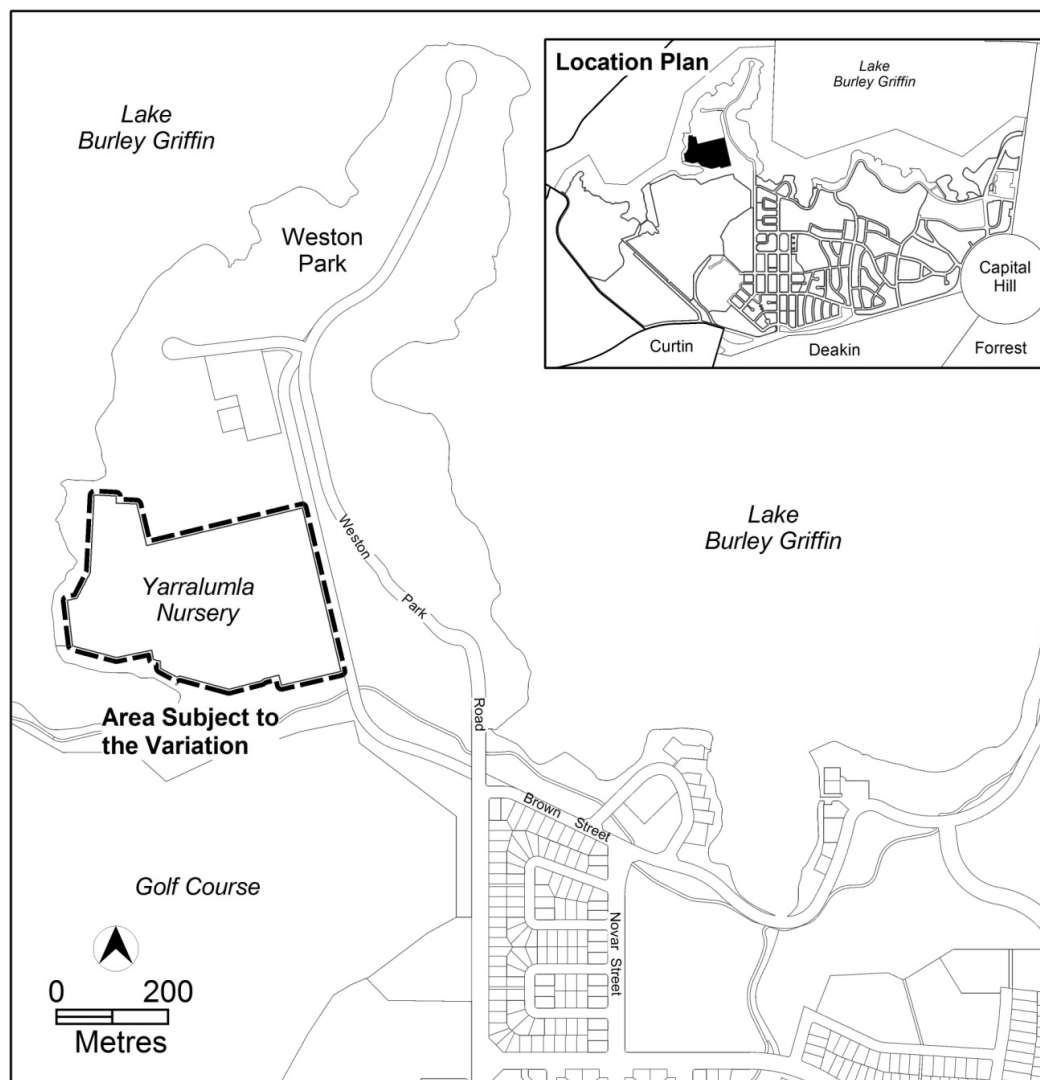 Location Plan
Lake
Burley Griffin
Capital
Hill
Curtin
Deakin
Forrest
Lake
Burley Griffin
Weston
Park
Lake
Burley Griffin
Weston
Park
Road
Yarralumla
Nursery
Area Subject to
the Variation
Brown Street
Novar Street
Golf Course
0 200
Metres